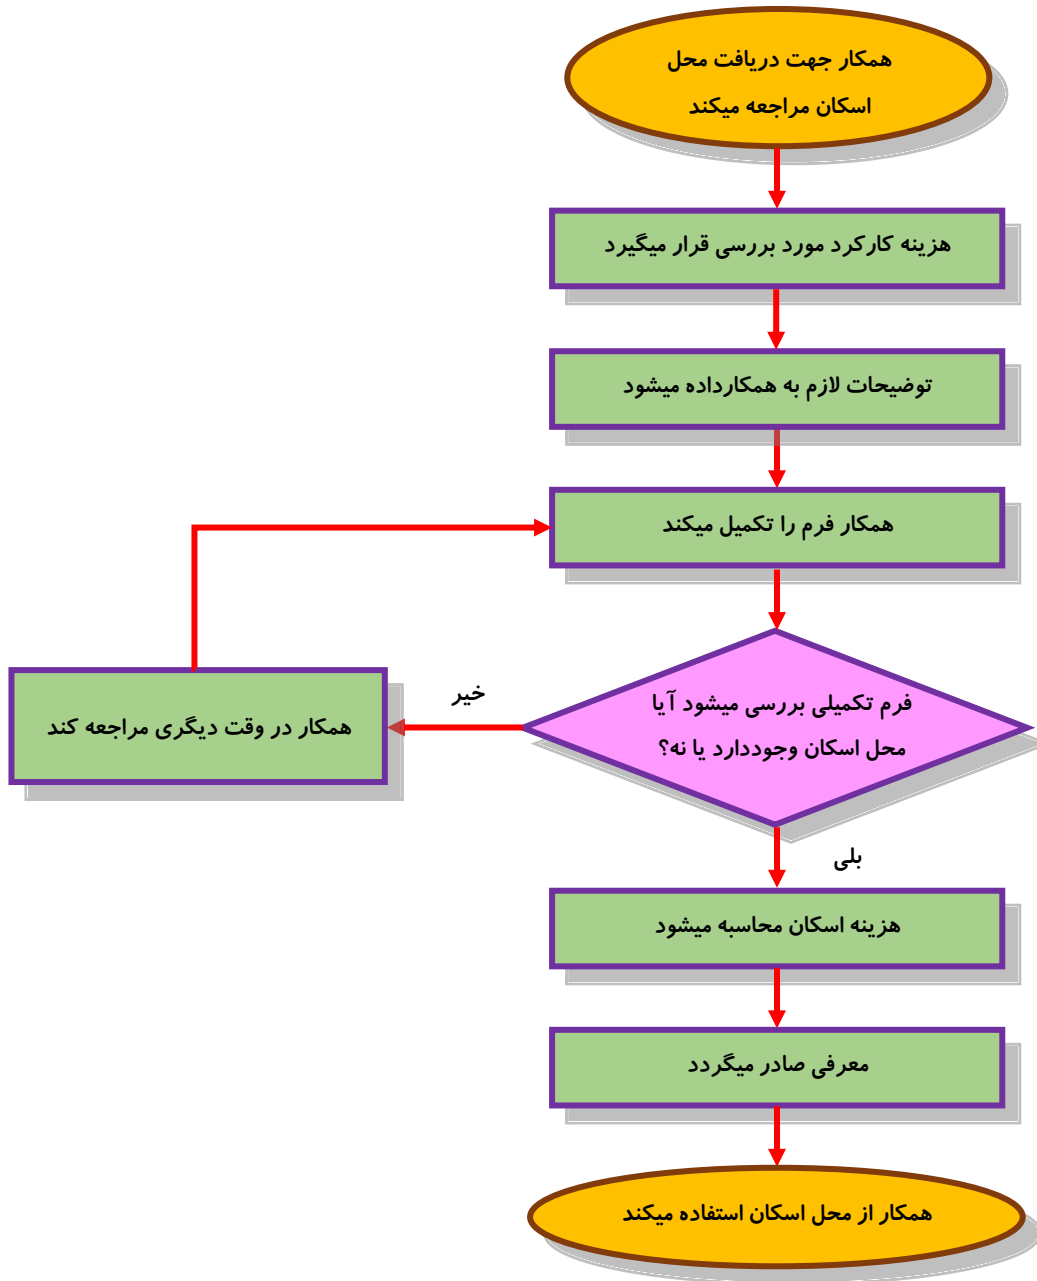 همکار جهت دریافت محل
اسکان مراجعه میکند
هزینه کارکرد مورد بررسی قرار میگیرد
توضیحات لازم به همکارداده میشود
همکار فرم را تکمیل میکند
فرم تکمیلی بررسی میشود آیا
محل اسکان وجوددارد یا نه؟
خیر
همکار در وقت دیگری مراجعه کند
بلی
هزینه اسکان محاسبه میشود
معرفی صادر میگردد
همکار از محل اسکان استفاده میکند